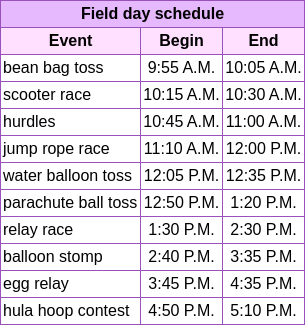 Field day schedule
Event Begin End
bean bag toss 9:55 A.M. 10:05 A.M.
scooter race 10:15 A.M. 10:30 A.M.
hurdles 10:45 A.M. 11:00 A.M.
jump rope race 11:10 A.M. 12:00 P.M.
water balloon toss 12:05 P.M. 12:35 P.M.
parachute ball toss 12:50 P.M. 1:20 P.M.
relay race 1:30 P.M. 2:30 P.M.
balloon stomp 2:40 P.M. 3:35 P.M.
egg relay 3:45 P.M. 4:35 P.M.
hula hoop contest 4:50 P.M. 5:10 P.M.